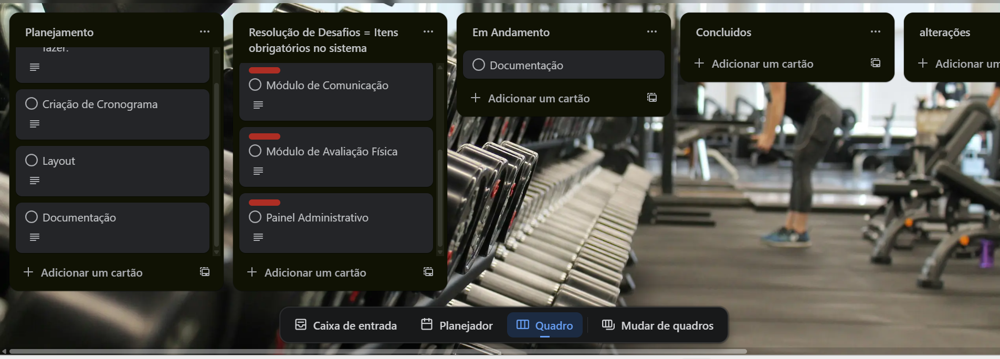 Planejamento
fazer.
Criação de Cronograma
Layout
Documentação
Adicionar um cartão
Resolução de Desafios = Itens
obrigatórios no sistema
Módulo de Comunicação
Módulo de Avaliação Física
Painel Administrativo
Adicionar um cartão
Em Andamento
Documentação
Adicionar um cartão
Concluidos
Adicionar um cartão
alterações
Adicionar um
Caixa de entrada
Planejador
Quadro
Mudar de quadros